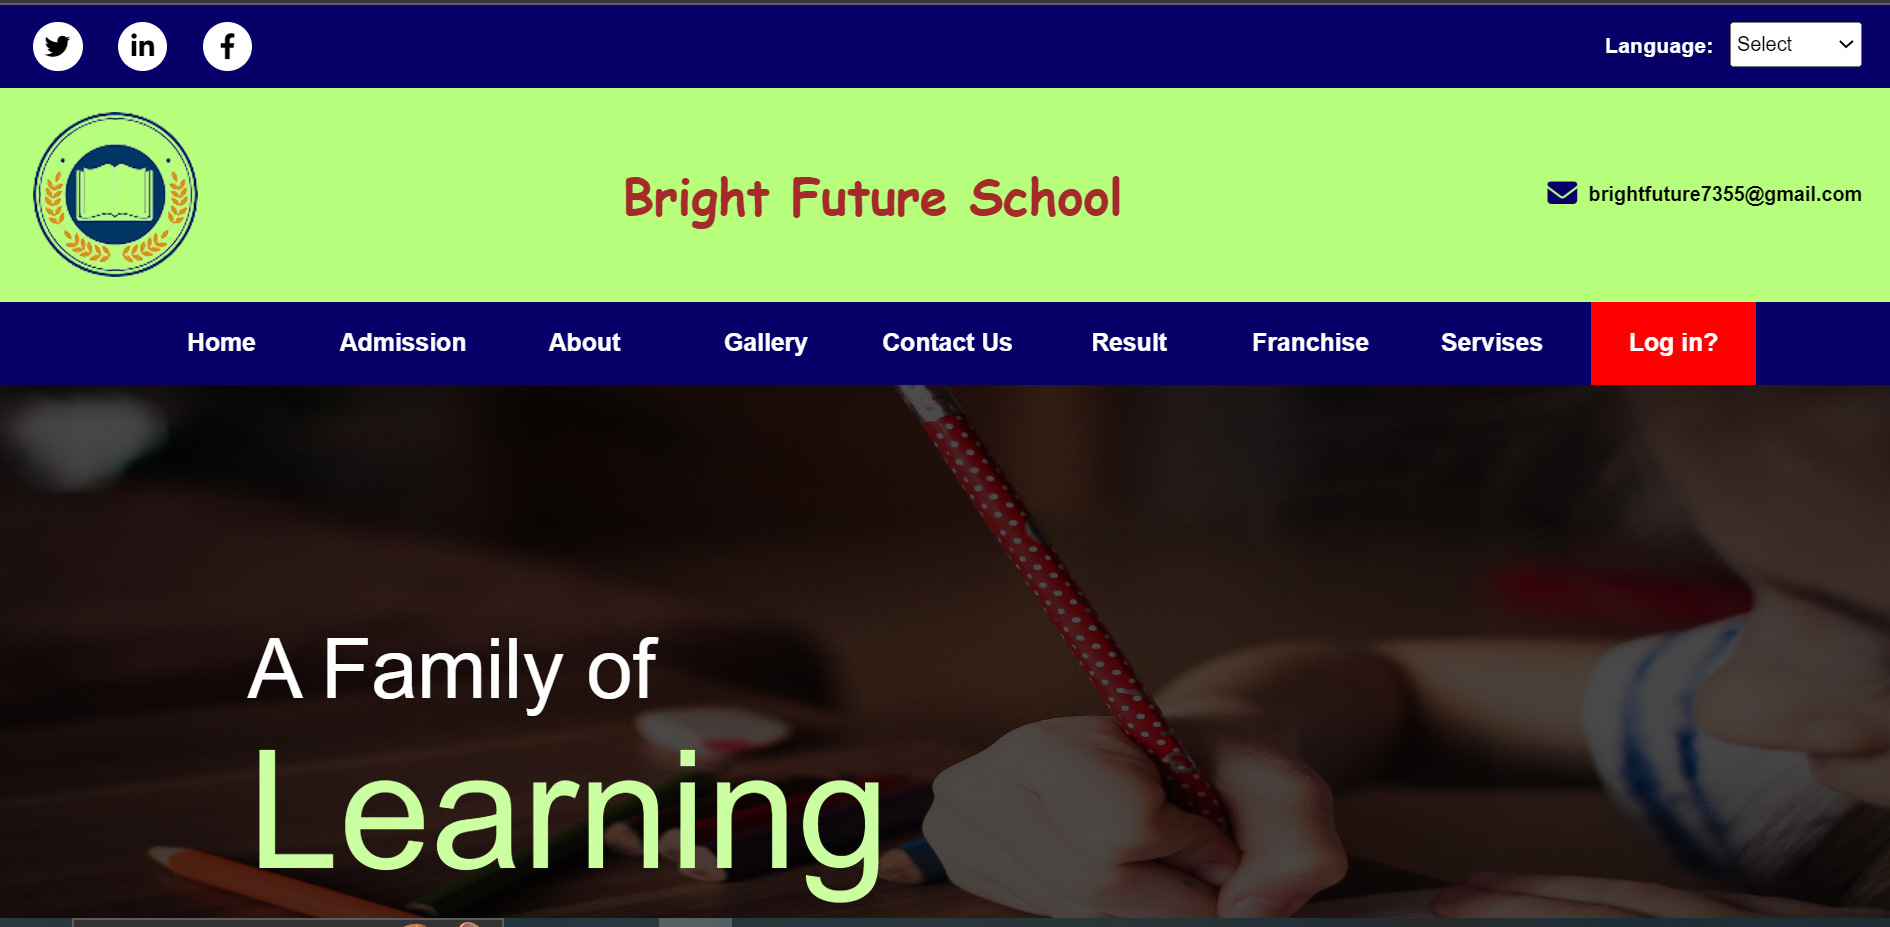 Language: Select
Bright Future School
brightfuture7355@gmail.com
Home Admission About Gallery Contact Us Result Franchise Servises Log in?
A Family of
Learning